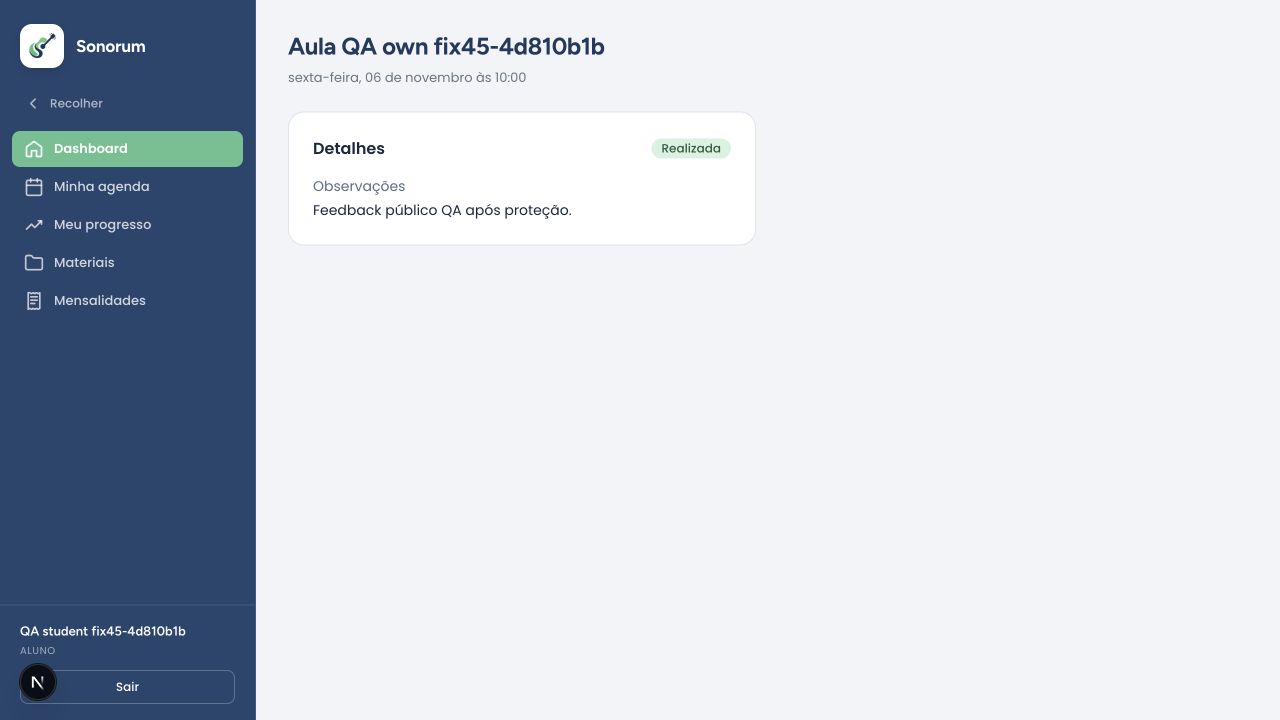 Sonorum
Recolher
Dashboard
Minha agenda
Meu progresso
Materiais
Mensalidades
QA student fix45-4d810b1b
ALUNO
N
Sair
Aula QA own fix45-4d810b1b
sexta-feira, 06 de novembro às 10:00
Detalhes
Realizada
Observações
Feedback público QA após proteção.